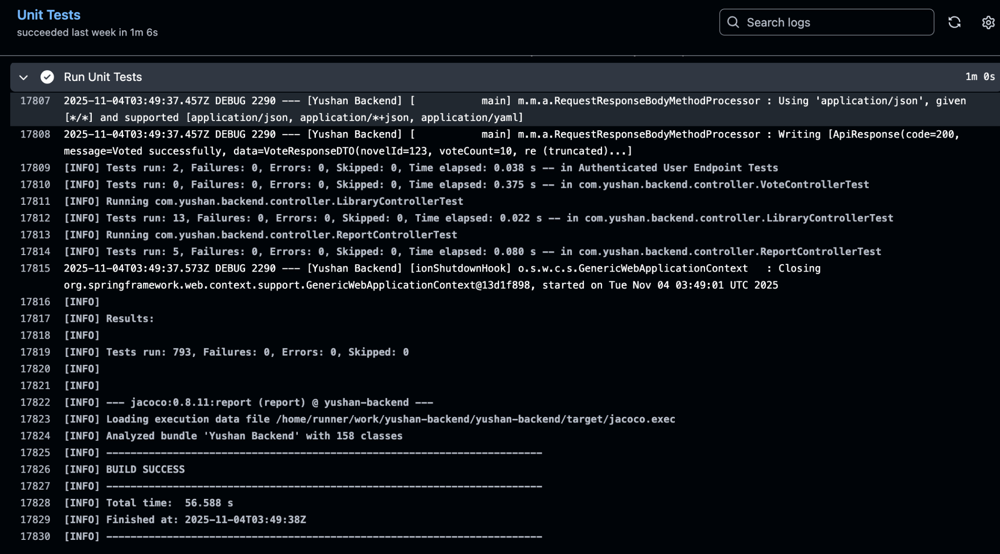 Unit Tests
succeeded last week in 1m 6s
Search logs
Run Unit Tests
1m 0s
17807 2025-11-04T03:49:37.457Z DEBUG 2290 --- [Yushan Backend] [           main] m.m.a.RequestResponseBodyMethodProcessor : Using 'application/json', given
[*/*] and supported [application/json, application/*+json, application/yaml]
17808 2025-11-04T03:49:37.457Z DEBUG 2290 --- [Yushan Backend] [           main] m.m.a.RequestResponseBodyMethodProcessor : Writing [ApiResponse(code=200,
message=Voted successfully, data=VoteResponseDTO(novelId=123, voteCount=10, re (truncated)...]
17809 [INFO] Tests run: 2, Failures: 0, Errors: 0, Skipped: 0, Time elapsed: 0.038 s -- in Authenticated User Endpoint Tests
17810 [INFO] Tests run: 0, Failures: 0, Errors: 0, Skipped: 0, Time elapsed: 0.375 s -- in com.yushan.backend.controller.VoteControllerTest
17811 [INFO] Running com.yushan.backend.controller.LibraryControllerTest
17812 [INFO] Tests run: 13, Failures: 0, Errors: 0, Skipped: 0, Time elapsed: 0.022 s -- in com.yushan.backend.controller.LibraryControllerTest
17813 [INFO] Running com.yushan.backend.controller.ReportControllerTest
17814 [INFO] Tests run: 5, Failures: 0, Errors: 0, Skipped: 0, Time elapsed: 0.080 s -- in com.yushan.backend.controller.ReportControllerTest
17815 2025-11-04T03:49:37.573Z DEBUG 2290 --- [Yushan Backend] [ionShutdownHook] o.s.w.c.s.GenericWebApplicationContext   : Closing
org.springframework.web.context.support.GenericWebApplicationContext@13d1f898, started on Tue Nov 04 03:49:01 UTC 2025
17816 [INFO]
17817 [INFO] Results:
17818 [INFO]
17819 [INFO] Tests run: 793, Failures: 0, Errors: 0, Skipped: 0
17820 [INFO]
17821 [INFO]
17822 [INFO] --- jacoco:0.8.11:report (report) @ yushan-backend ---
17823 [INFO] Loading execution data file /home/runner/work/yushan-backend/yushan-backend/target/jacoco.exec
17824 [INFO] Analyzed bundle 'Yushan Backend' with 158 classes
17825 [INFO] ------------------------------------------------------------------------
17826 [INFO] BUILD SUCCESS
17827 [INFO] ------------------------------------------------------------------------
17828 [INFO] Total time:  56.588 s
17829 [INFO] Finished at: 2025-11-04T03:49:38Z
17830 [INFO] ------------------------------------------------------------------------